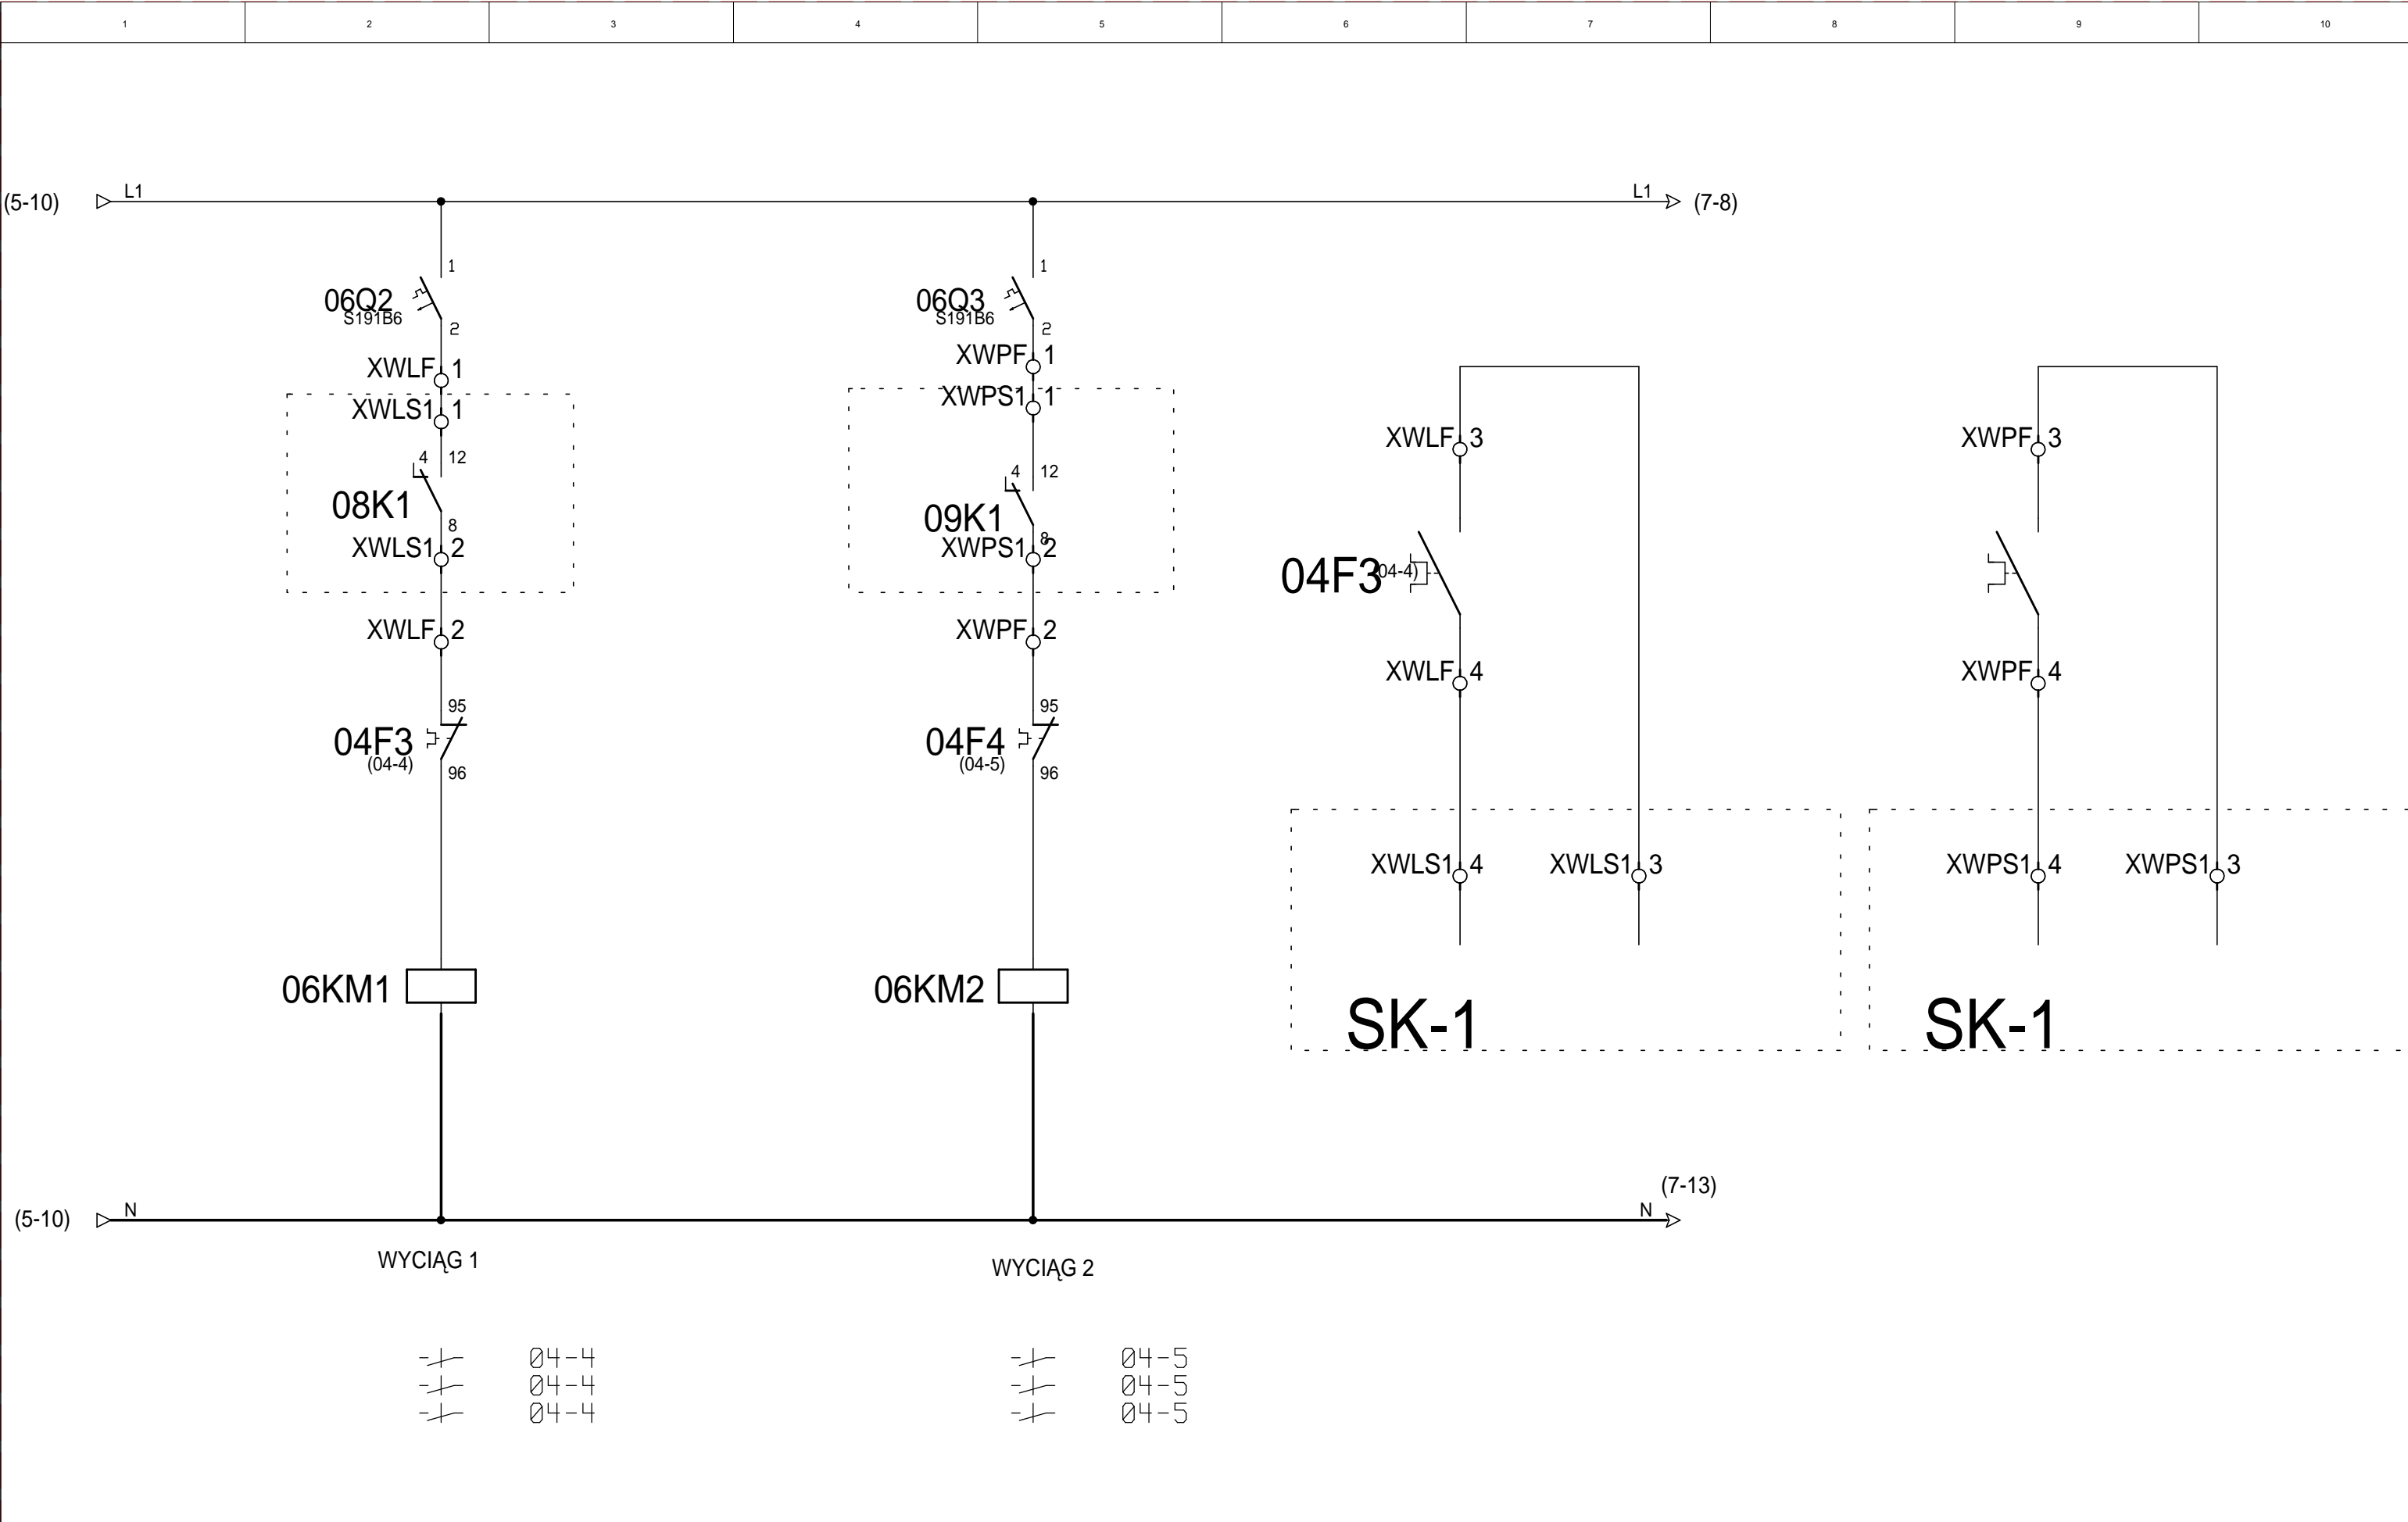 1 2 3 4 5 6 7 8 9 10
(5-10) L1 L1 (7-8)
1 1
06Q2 06Q3
S191B6 S191B6
2 2
XWLF 1 XWPF 1
XWLS1 1 XWPS1 1
XWLF 3 XWPF 3
4 12 4 12
08K1 09K1
8 8
XWLS1 2 XWPS1 2
04F3 (04-4)
XWLF 2 XWPF 2
XWLF 4 XWPF 4
95 95
04F3 04F4
(04-4) (04-5)
96 96
XWLS1 4 XWLS1 3 XWPS1 4 XWPS1 3
06KM1 06KM2
SK-1 SK-1
(7-13)
(5-10) N N
WYCIĄG 1 WYCIĄG 2
04-4 04-5
04-4 04-5
04-4 04-5